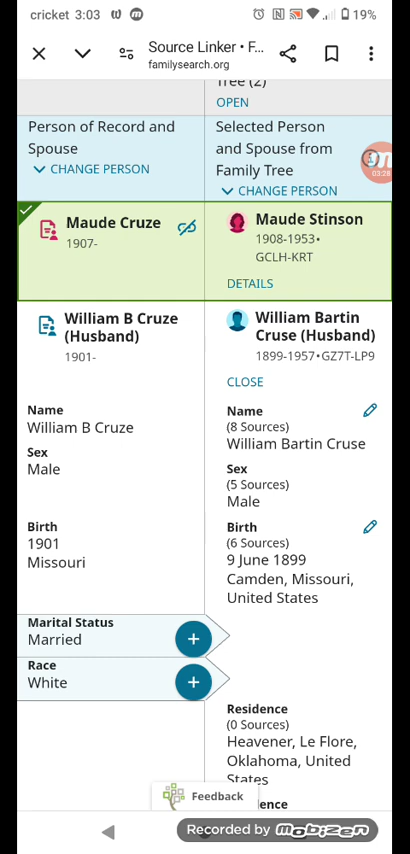 cricket 3:03
19%
Source Linker • F...
familysearch.org
Tree (2)
OPEN
Person of Record and
Spouse
CHANGE PERSON
Selected Person
and Spouse from
Family Tree
CHANGE PERSON
03:28
Maude Cruze
1907-
Maude Stinson
1908-1953•
GCLH-KRT
DETAILS
William B Cruze
(Husband)
1901-
William Bartin
Cruse (Husband)
1899-1957•GZ7T-LP9
CLOSE
Name
William B Cruze
Name
(8 Sources)
William Bartin Cruse
Sex
Male
Sex
(5 Sources)
Male
Birth
1901
Missouri
Birth
(6 Sources)
9 June 1899
Camden, Missouri,
United States
Marital Status
Married
Race
White
Residence
(0 Sources)
Heavener, Le Flore,
Oklahoma, United
States
Feedback
Recorded by mobizen